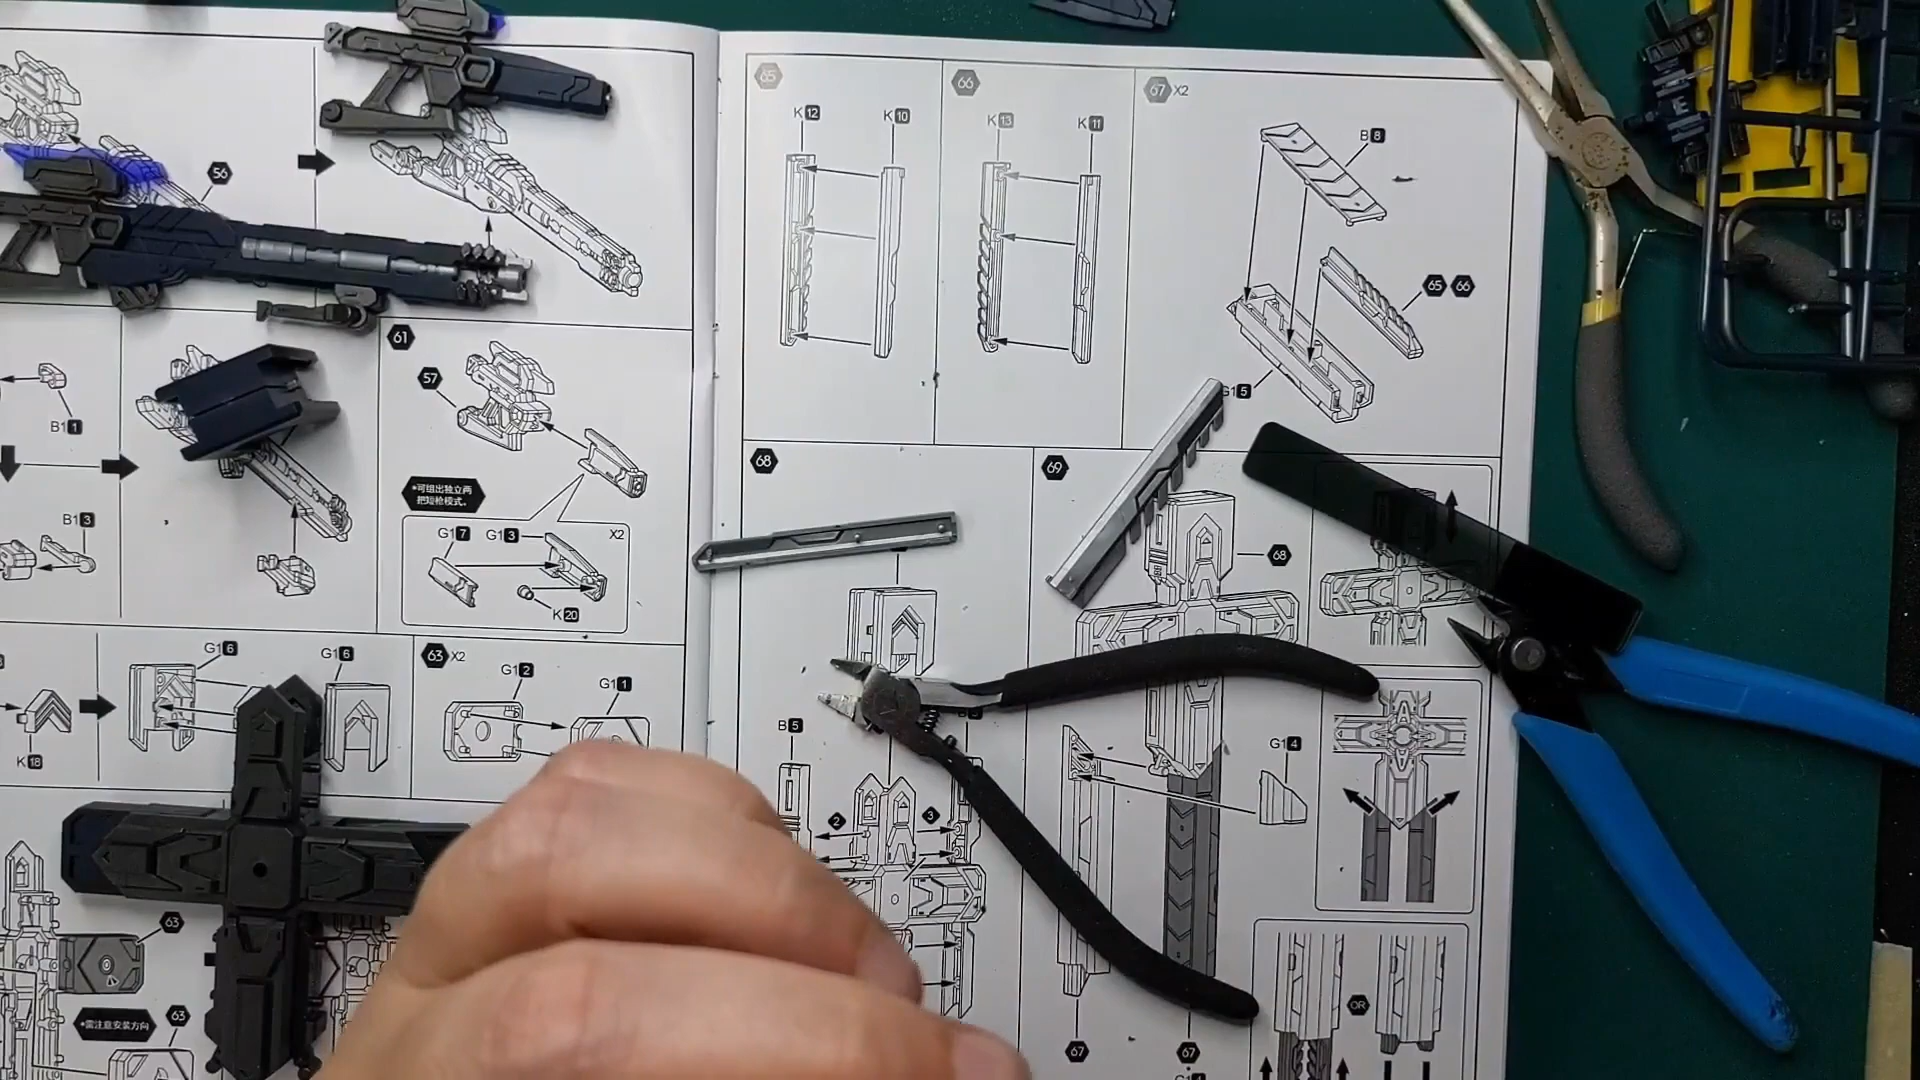 56
B1 1
B1 3
61
57
*可组出独立两
把短枪模式。
G1 7
G1 3
X2
K 20
G1 6
G1 6
K 18
63 X2
G1 2
G1 1
63
*需注意安装方向
63
65
K 12
K 10
66
K 13
K 11
67 X2
B 8
65 66
G1 5
68
B 5
2
3
69
68
G1 4
67
67
OR